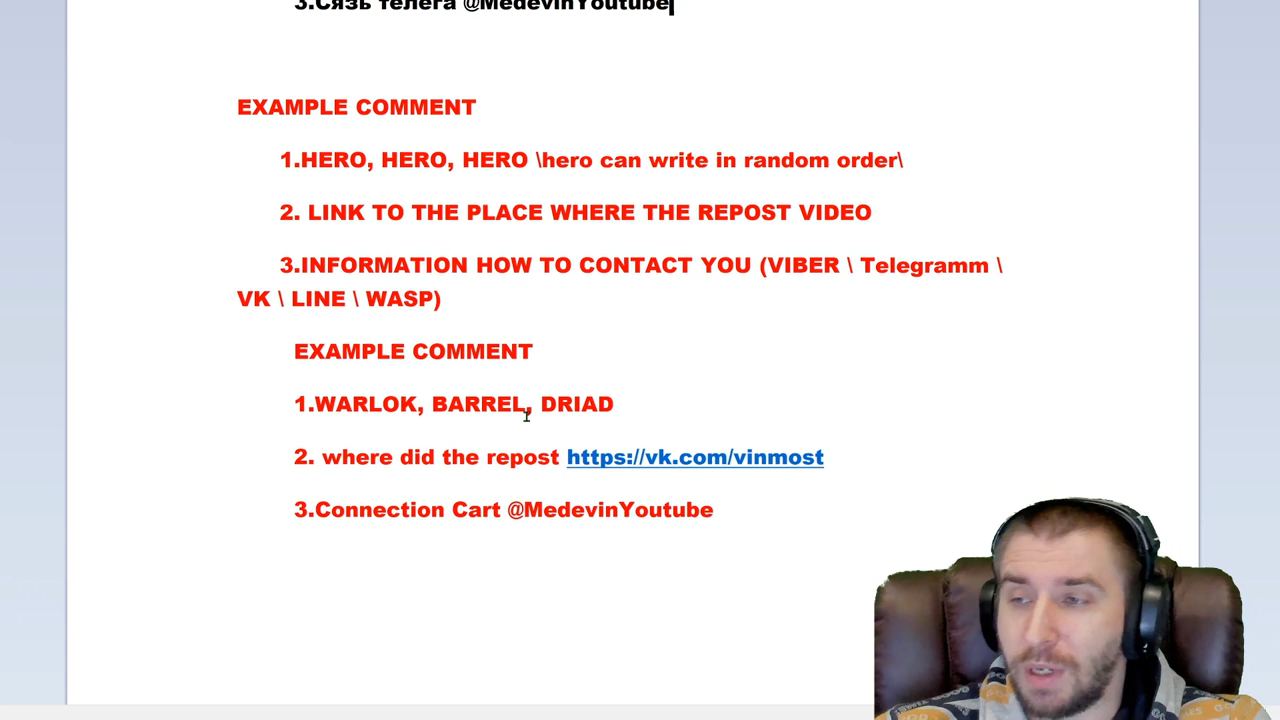 3.Сязь телега @MedevinYoutube
EXAMPLE COMMENT
1.HERO, HERO, HERO \hero can write in random order\
2. LINK TO THE PLACE WHERE THE REPOST VIDEO
3.INFORMATION HOW TO CONTACT YOU (VIBER \ Telegramm \
VK \ LINE \ WASP)
EXAMPLE COMMENT
1.WARLOK, BARREL, DRIAD
2. where did the repost https://vk.com/vinmost
3.Connection Cart @MedevinYoutube